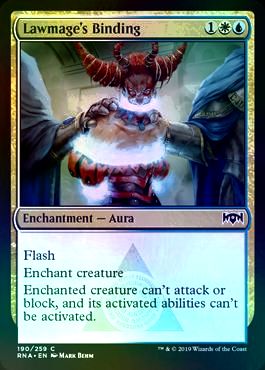 Lawmage's Binding 1
Enchantment — Aura
Flash
Enchant creature
Enchanted creature can't attack or
block, and its activated abilities can't
be activated.
190/259 C
RNA • EN Mark Behm
™ & © 2019 Wizards of the Coast